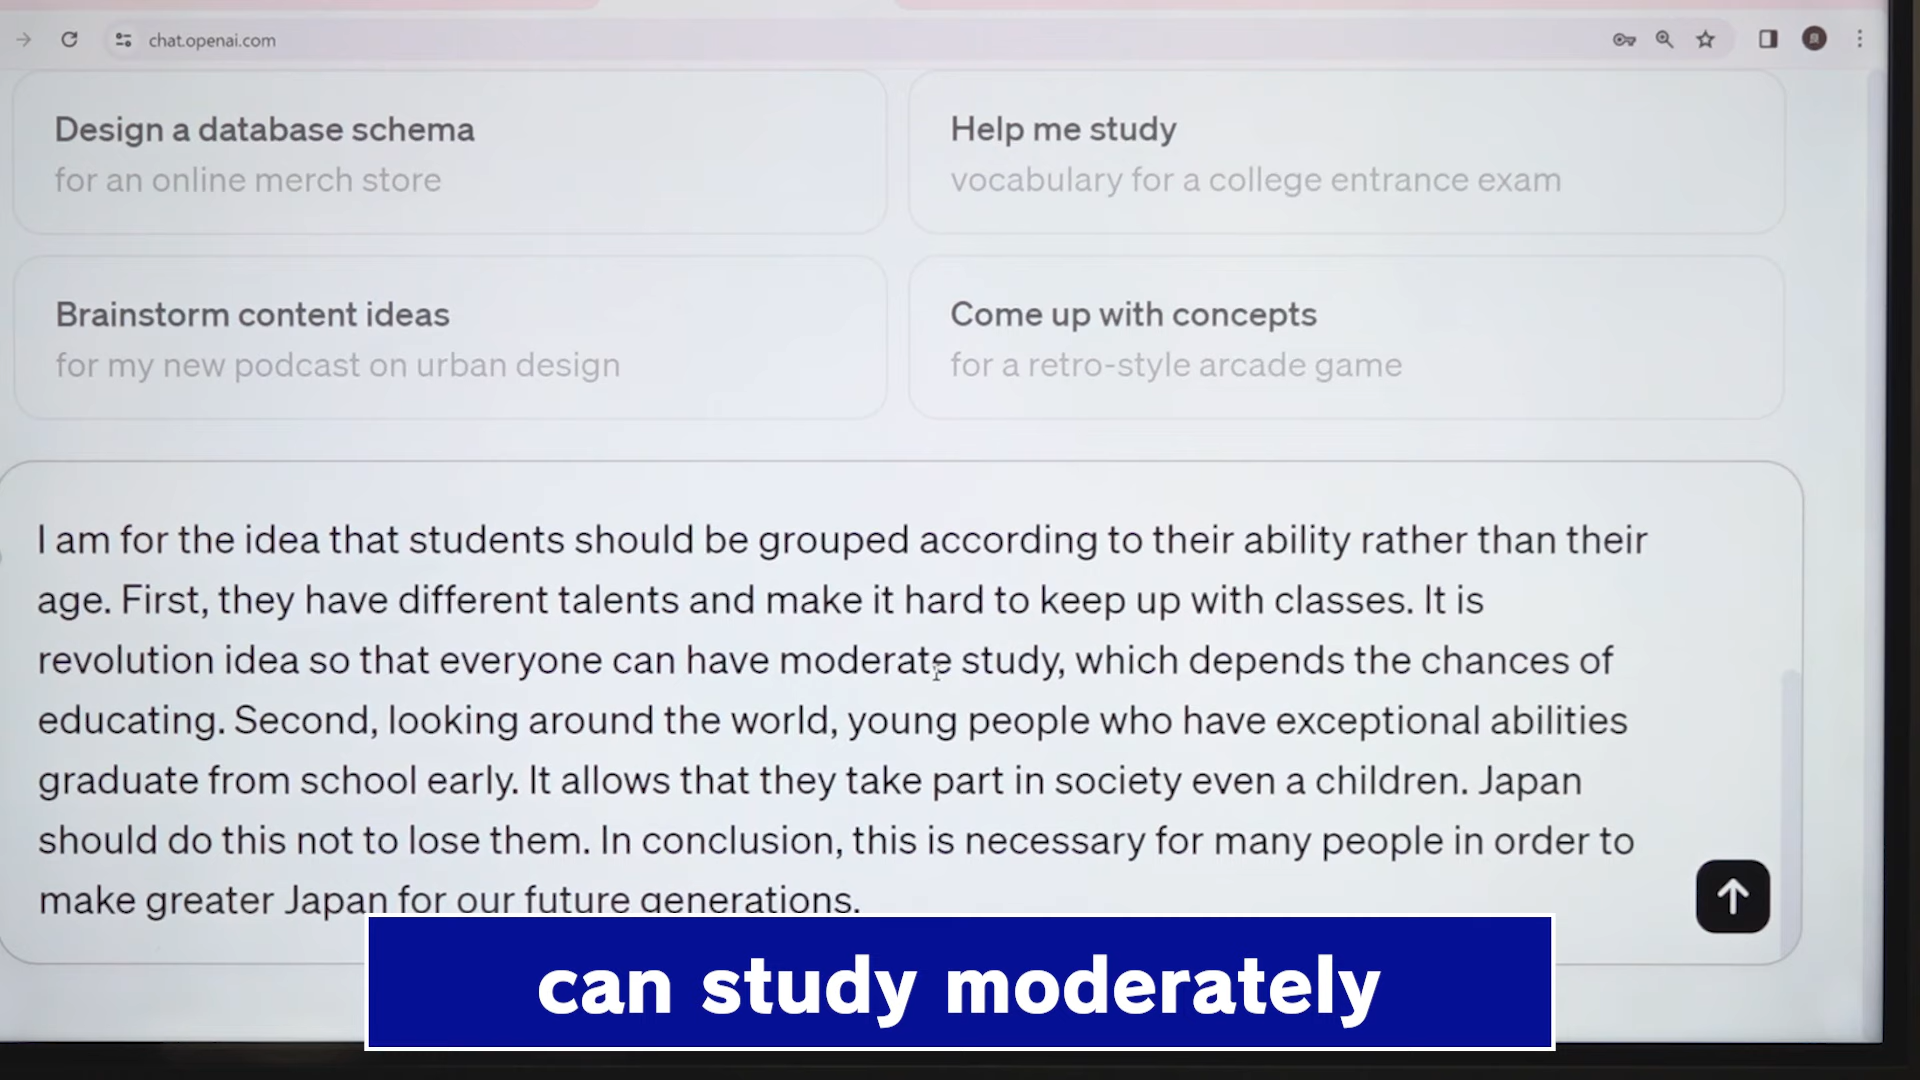 chat.openai.com
Design a database schema
for an online merch store
Help me study
vocabulary for a college entrance exam
Brainstorm content ideas
for my new podcast on urban design
Come up with concepts
for a retro-style arcade game
I am for the idea that students should be grouped according to their ability rather than their
age. First, they have different talents and make it hard to keep up with classes. It is
revolution idea so that everyone can have moderate study, which depends the chances of
educating. Second, looking around the world, young people who have exceptional abilities
graduate from school early. It allows that they take part in society even a children. Japan
should do this not to lose them. In conclusion, this is necessary for many people in order to
make greater Japan for our future generations.
can study moderately